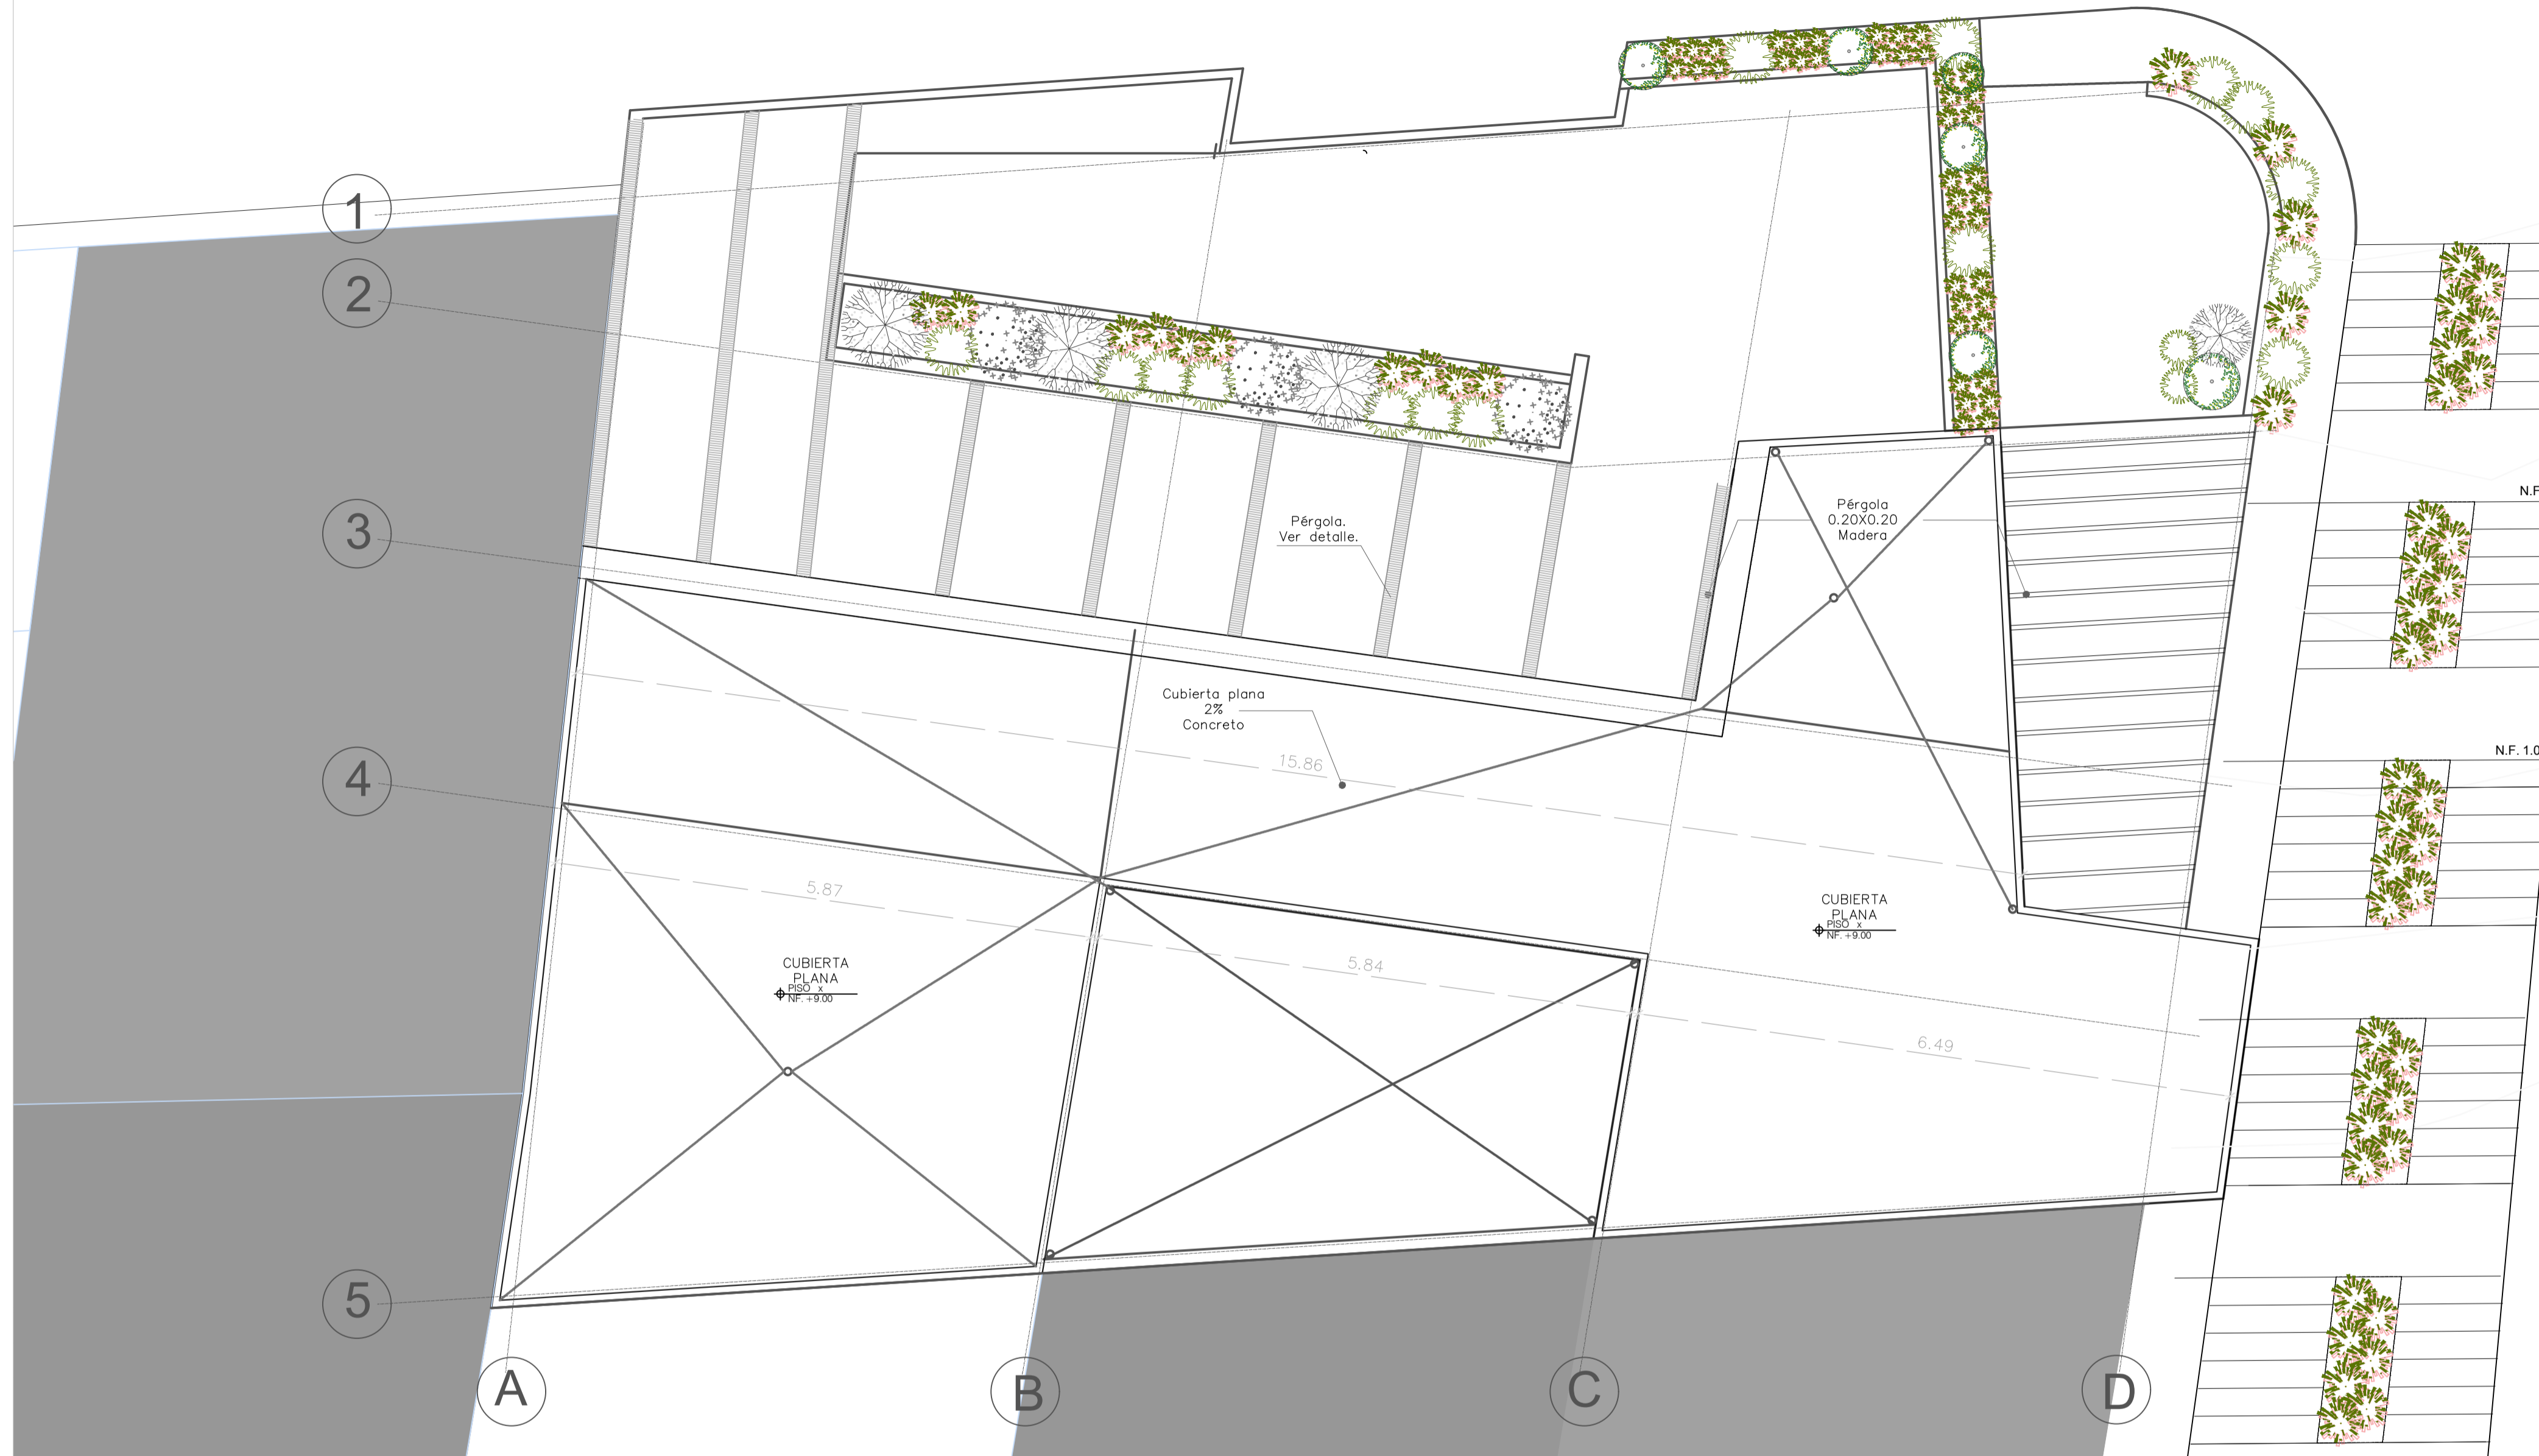 1
2
3
4
5
A
B
C
D
Pérgola.
Ver detalle.
Pérgola
0.20X0.20
Madera
Cubierta plana
2%
Concreto
15.86
5.87
5.84
6.49
CUBIERTA
PLANA
PISO x
NF. +9.00
CUBIERTA
PLANA
PISO x
NF. +9.00
N.F
N.F. 1.0